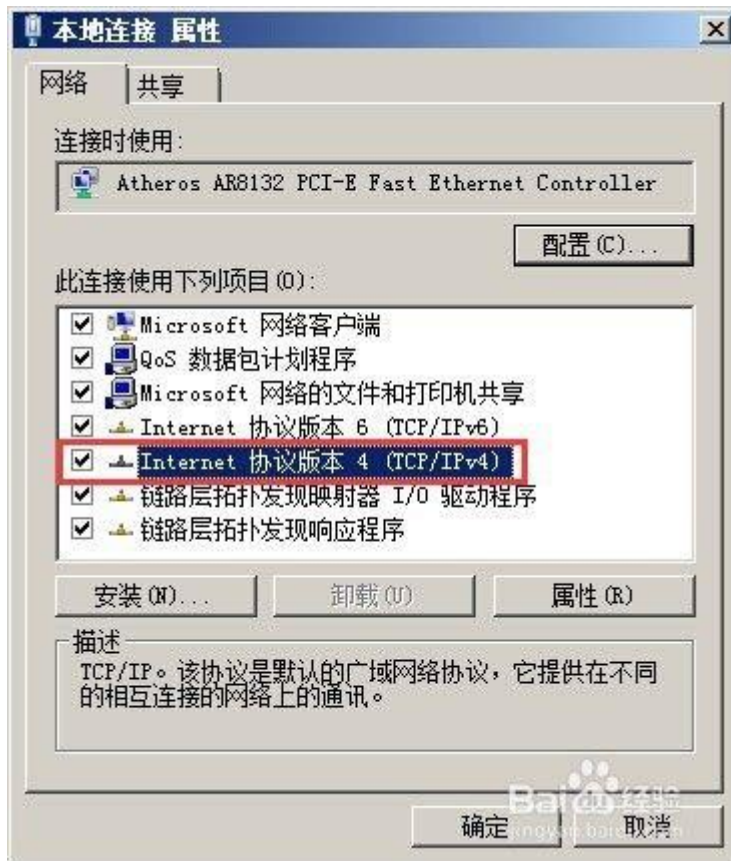 本地连接 属性
网络
共享
连接时使用:
Atheros AR8132 PCI-E Fast Ethernet Controller
配置(C)...
此连接使用下列项目(O):
Microsoft 网络客户端
QoS 数据包计划程序
Microsoft 网络的文件和打印机共享
Internet 协议版本 6 (TCP/IPv6)
Internet 协议版本 4 (TCP/IPv4)
链路层拓扑发现映射器 I/O 驱动程序
链路层拓扑发现响应程序
安装(N)...
卸载(U)
属性(R)
描述
TCP/IP。该协议是默认的广域网络协议，它提供在不同
的相互连接的网络上的通讯。
Baidu 经验
确定
取消